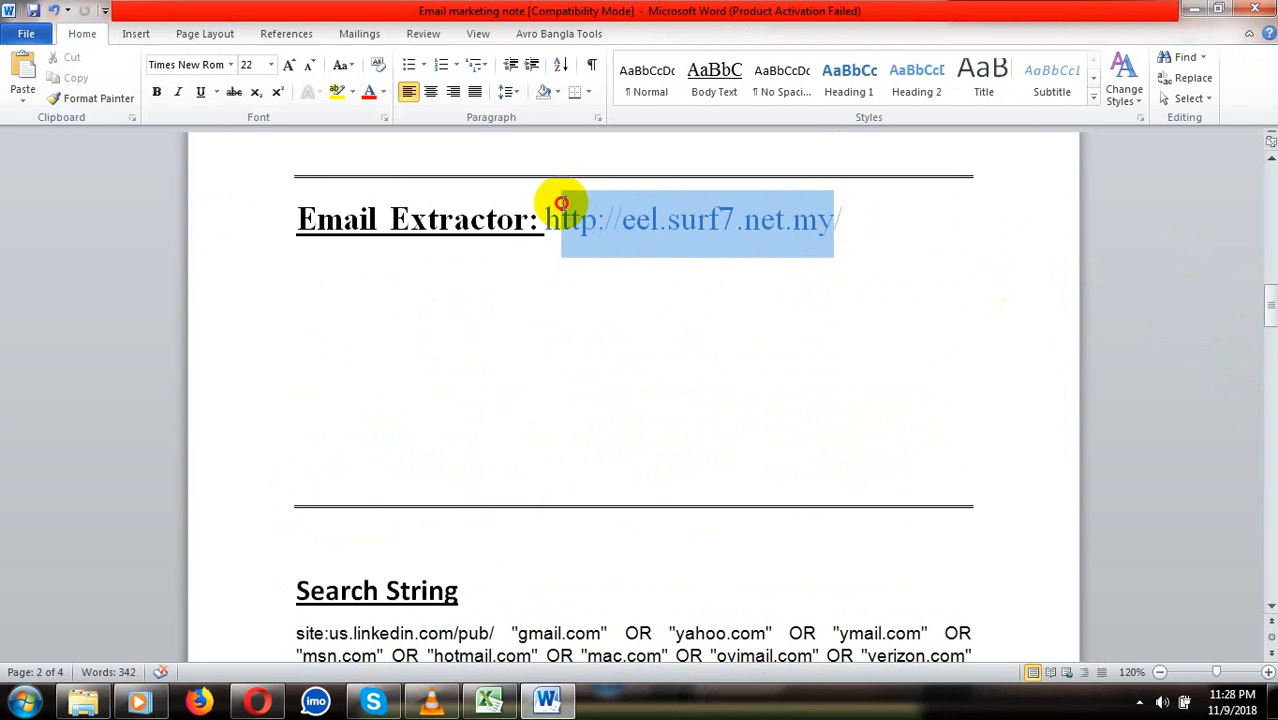 Email marketing note [Compatibility Mode] - Microsoft Word (Product Activation Failed)
File Home Insert Page Layout References Mailings Review View Avro Bangla Tools
Paste
Cut
Copy
Format Painter
Clipboard
Times New Rom 22
Font
Paragraph
AaBbCcDc AaBbC AaBbCcDc AaBbCc AaBbCcD AaB AaBbCcL
¶ Normal Body Text ¶ No Spaci... Heading 1 Heading 2 Title Subtitle
Change Styles
Styles
Find
Replace
Select
Editing
Email Extractor: http://eel.surf7.net.my/
Search String
site:us.linkedin.com/pub/ "gmail.com" OR "yahoo.com" OR "ymail.com" OR
"msn.com" OR "hotmail.com" OR "mac.com" OR "ovimail.com" OR "verizon.com"
Page: 2 of 4 Words: 342 120%
imo
11:28 PM
11/9/2018